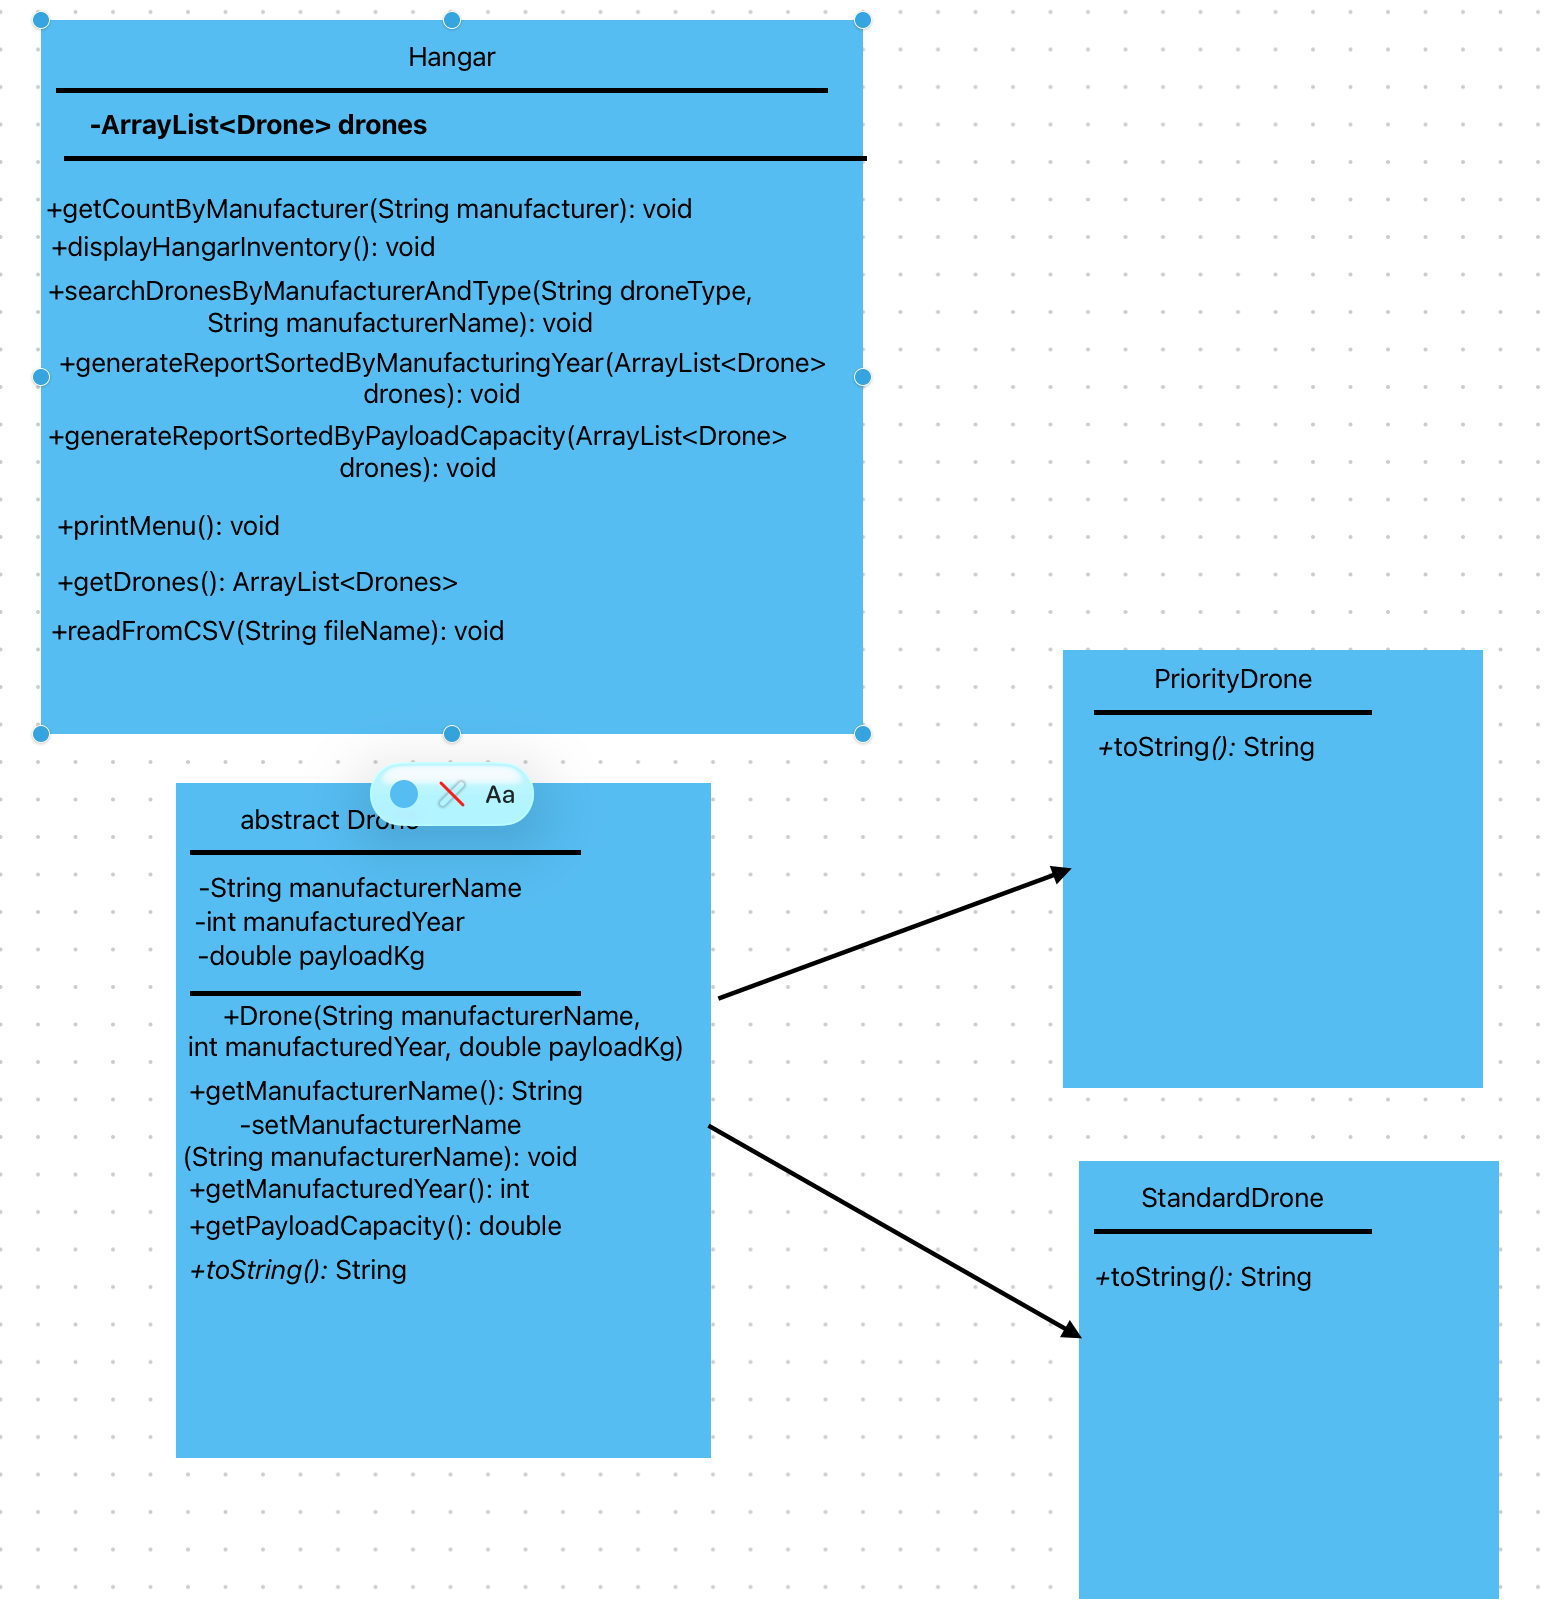 Hangar
-ArrayList<Drone> drones
+getCountByManufacturer(String manufacturer): void
+displayHangarInventory(): void
+searchDronesByManufacturerAndType(String droneType,
String manufacturerName): void
+generateReportSortedByManufacturingYear(ArrayList<Drone>
drones): void
+generateReportSortedByPayloadCapacity(ArrayList<Drone>
drones): void
+printMenu(): void
+getDrones(): ArrayList<Drones>
+readFromCSV(String fileName): void
Aa
abstract Drone
-String manufacturerName
-int manufacturedYear
-double payloadKg
+Drone(String manufacturerName,
int manufacturedYear, double payloadKg)
+getManufacturerName(): String
-setManufacturerName
(String manufacturerName): void
+getManufacturedYear(): int
+getPayloadCapacity(): double
+toString(): String
PriorityDrone
+toString(): String
StandardDrone
+toString(): String